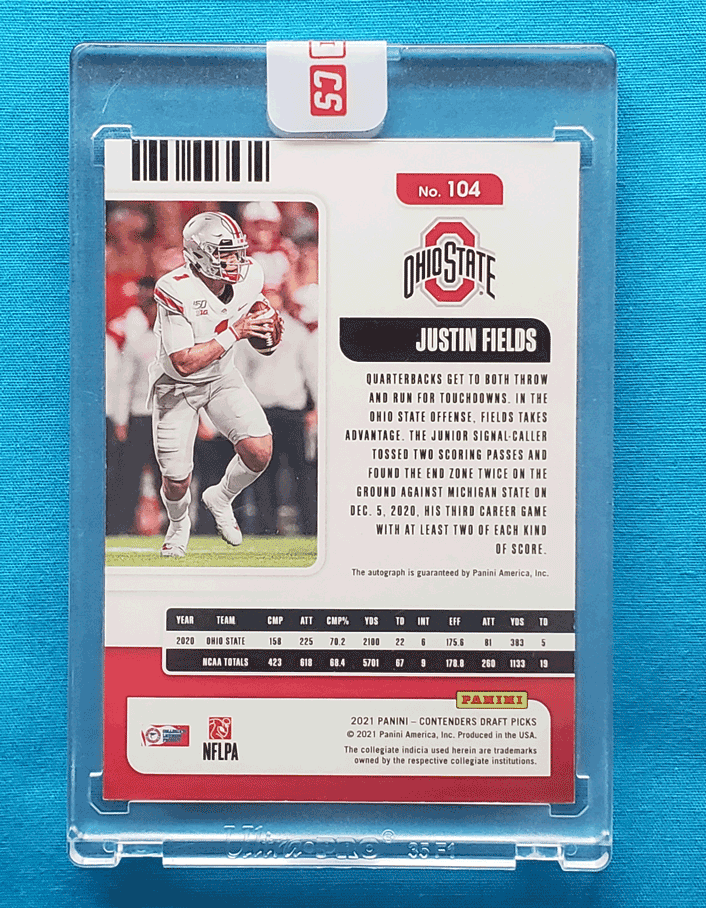 CS
No. 104
OHIO STATE
JUSTIN FIELDS
QUARTERBACKS GET TO BOTH THROW
AND RUN FOR TOUCHDOWNS. IN THE
OHIO STATE OFFENSE, FIELDS TAKES
ADVANTAGE. THE JUNIOR SIGNAL-CALLER
TOSSED TWO SCORING PASSES AND
FOUND THE END ZONE TWICE ON THE
GROUND AGAINST MICHIGAN STATE ON
DEC. 5, 2020, HIS THIRD CAREER GAME
WITH AT LEAST TWO OF EACH KIND
OF SCORE.
The autograph is guaranteed by Panini America, Inc.
YEAR TEAM CMP ATT CMP% YDS TD INT EFF ATT YDS TD
2020 OHIO STATE 158 225 70.2 2100 22 6 175.6 81 383 5
NCAA TOTALS 423 618 68.4 5701 67 9 178.8 260 1133 19
PANINI
2021 PANINI – CONTENDERS DRAFT PICKS
© 2021 Panini America, Inc. Produced in the USA.
The collegiate indicia used herein are trademarks
owned by the respective collegiate institutions.
NFLPA
Ultra PRO® 35F1